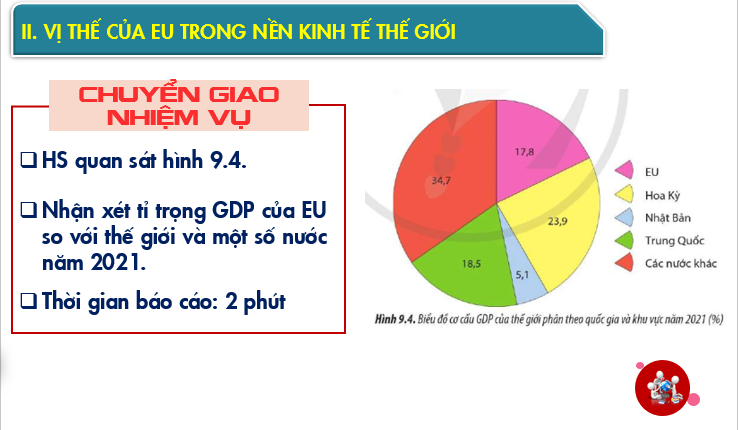 II. VỊ THẾ CỦA EU TRONG NỀN KINH TẾ THẾ GIỚI
CHUYỂN GIAO
NHIỆM VỤ
HS quan sát hình 9.4.
Nhận xét tỉ trọng GDP của EU
so với thế giới và một số nước
năm 2021.
Thời gian báo cáo: 2 phút
17,8
23,9
5,1
18,5
34,7
EU
Hoa Kỳ
Nhật Bản
Trung Quốc
Các nước khác
Hình 9.4. Biểu đồ cơ cấu GDP của thế giới phân theo quốc gia và khu vực năm 2021 (%)